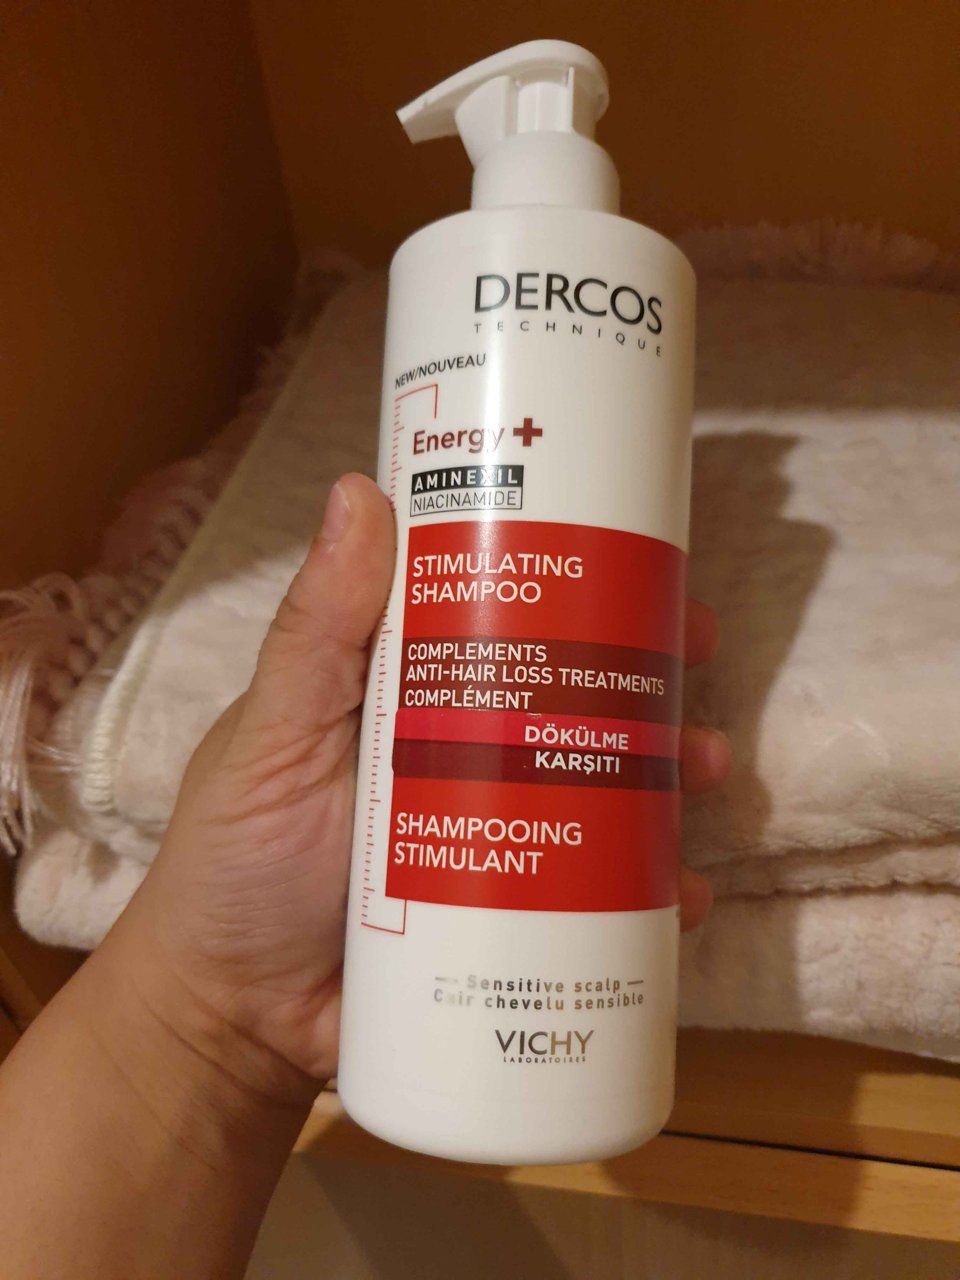 DERCOS
TECHNIQUE
NEW/NOUVEAU
Energy +
AMINEXIL
NIACINAMIDE
STIMULATING
SHAMPOO
COMPLEMENTS
ANTI-HAIR LOSS TREATMENTS
COMPLÉMENT
DÖKÜLME
KARŞITI
SHAMPOOING
STIMULANT
Sensitive scalp
Cuir chevelu sensible
VICHY
LABORATOIRES